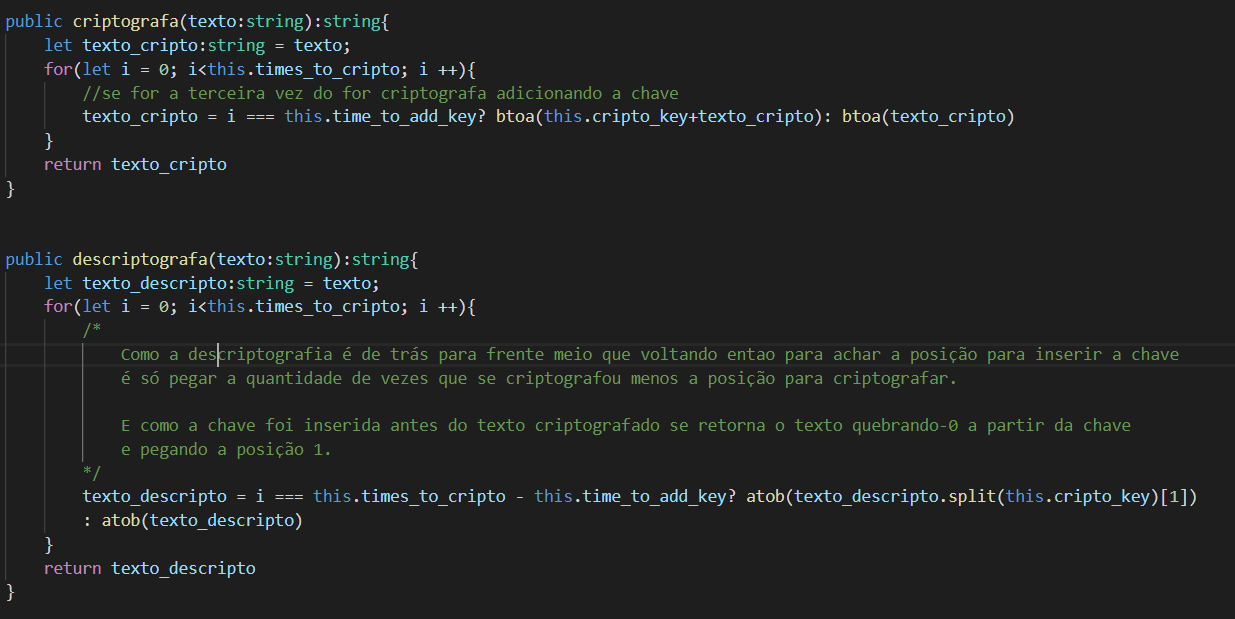 public criptografa(texto:string):string{
let texto_cripto:string = texto;
for(let i = 0; i<this.times_to_cripto; i ++){
//se for a terceira vez do for criptografa adicionando a chave
texto_cripto = i === this.time_to_add_key? btoa(this.cripto_key+texto_cripto): btoa(texto_cripto)
}
return texto_cripto
}
public descriptografa(texto:string):string{
let texto_descripto:string = texto;
for(let i = 0; i<this.times_to_cripto; i ++){
/*
Como a descriptografia é de trás para frente meio que voltando entao para achar a posição para inserir a chave
é só pegar a quantidade de vezes que se criptografou menos a posição para criptografar.
E como a chave foi inserida antes do texto criptografado se retorna o texto quebrando-0 a partir da chave
e pegando a posição 1.
*/
texto_descripto = i === this.times_to_cripto - this.time_to_add_key? atob(texto_descripto.split(this.cripto_key)[1])
: atob(texto_descripto)
}
return texto_descripto
}